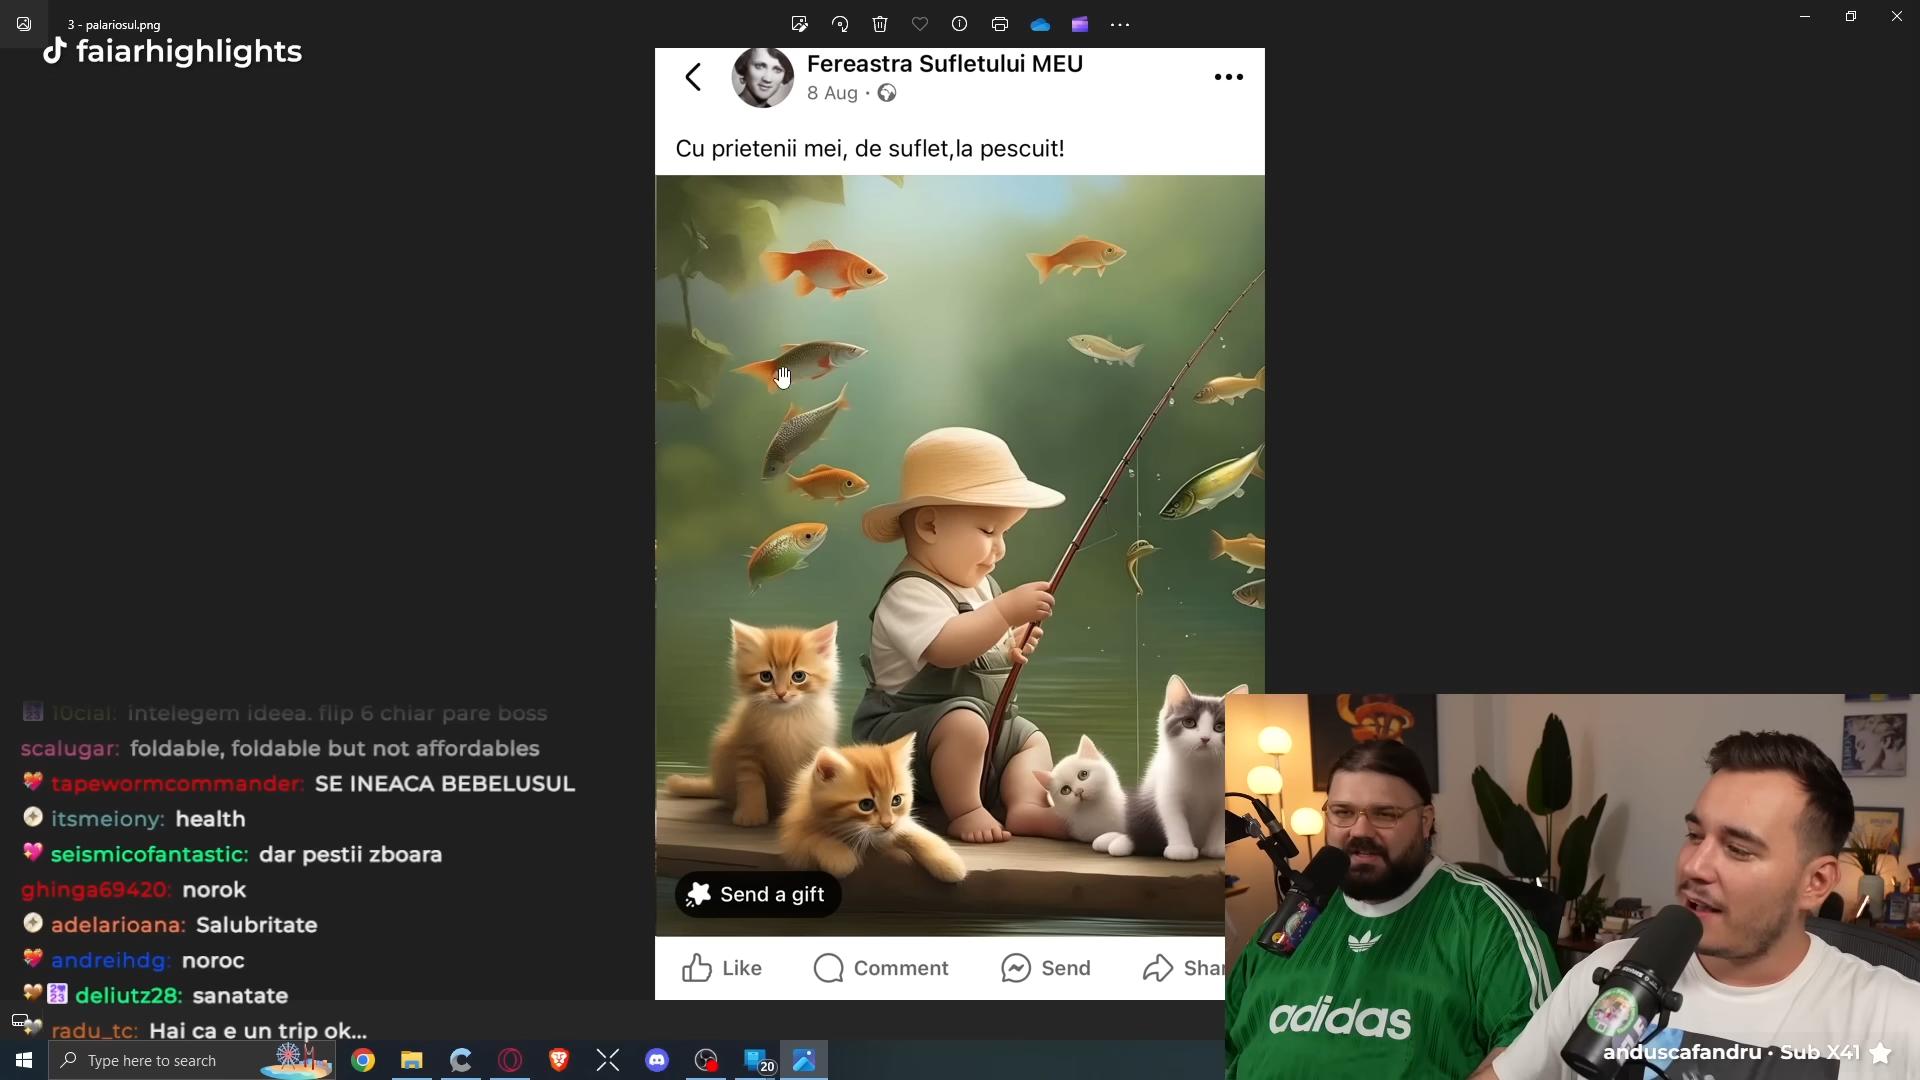 3 - palariosul.png
faiarhighlights
Fereastra Sufletului MEU
8 Aug ·
Cu prietenii mei, de suflet,la pescuit!
Send a gift
Like
Comment
Send
Shar
10cial: intelegem ideea. flip 6 chiar pare boss
scalugar: foldable, foldable but not affordables
tapewormcommander: SE INEACA BEBELUSUL
itsmeiony: health
seismicofantastic: dar pestii zboara
ghinga69420: norok
adelarioana: Salubritate
andreihdg: noroc
deliutz28: sanatate
radu_tc: Hai ca e un trip ok...
adidas
anduscafandru · Sub X41
Type here to search
20